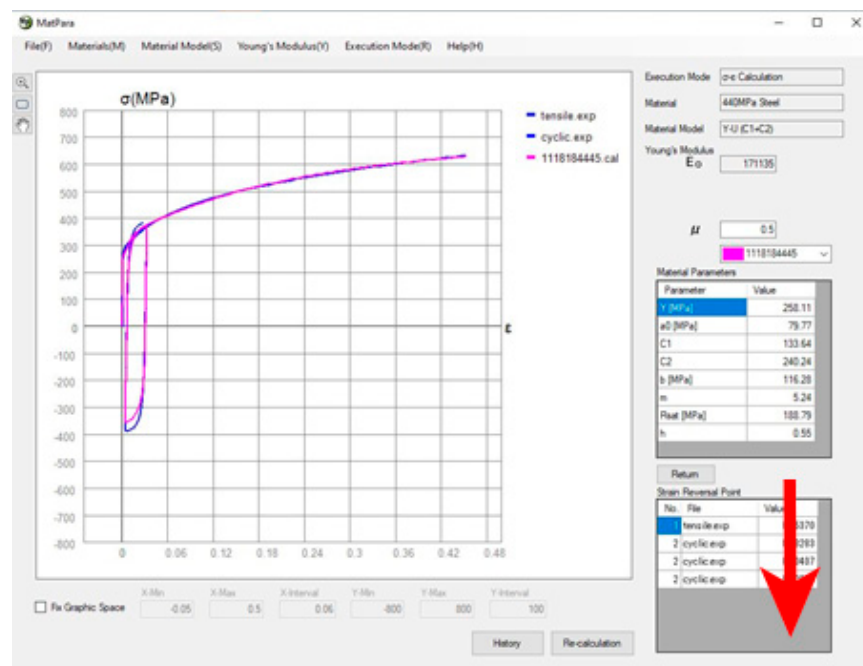 MatPara
File(F) Materials(M) Material Model(S) Young's Modulus(Y) Execution Mode(R) Help(H)
σ(MPa)
800
700
600
500
400
300
200
100
0
-100
-200
-300
-400
-500
-600
-700
-800
0 0.06 0.12 0.18 0.24 0.3 0.36 0.42 0.48
ε
tensile.exp
cyclic.exp
1118184445.cal
Execution Mode σ-ε Calculation
Material 440MPa Steel
Material Model Y-U (C1+C2)
Young's Modulus
E₀ 171135
μ 0.5
1118184445
Material Parameters
Parameter Value
Y [MPa] 258.11
a0 [MPa] 79.77
C1 133.64
C2 240.24
b [MPa] 116.28
m 5.24
Rsat [MPa] 188.79
h 0.55
Return
Strain Reversal Point
No. File
1 tensile.exp
2 cyclic.exp
2 cyclic.exp
2 cyclic.exp
X-Min X-Max X-Interval Y-Min Y-Max Y-Interval
Fix Graphic Space -0.05 0.5 0.06 -800 800 100
History Re-calculation